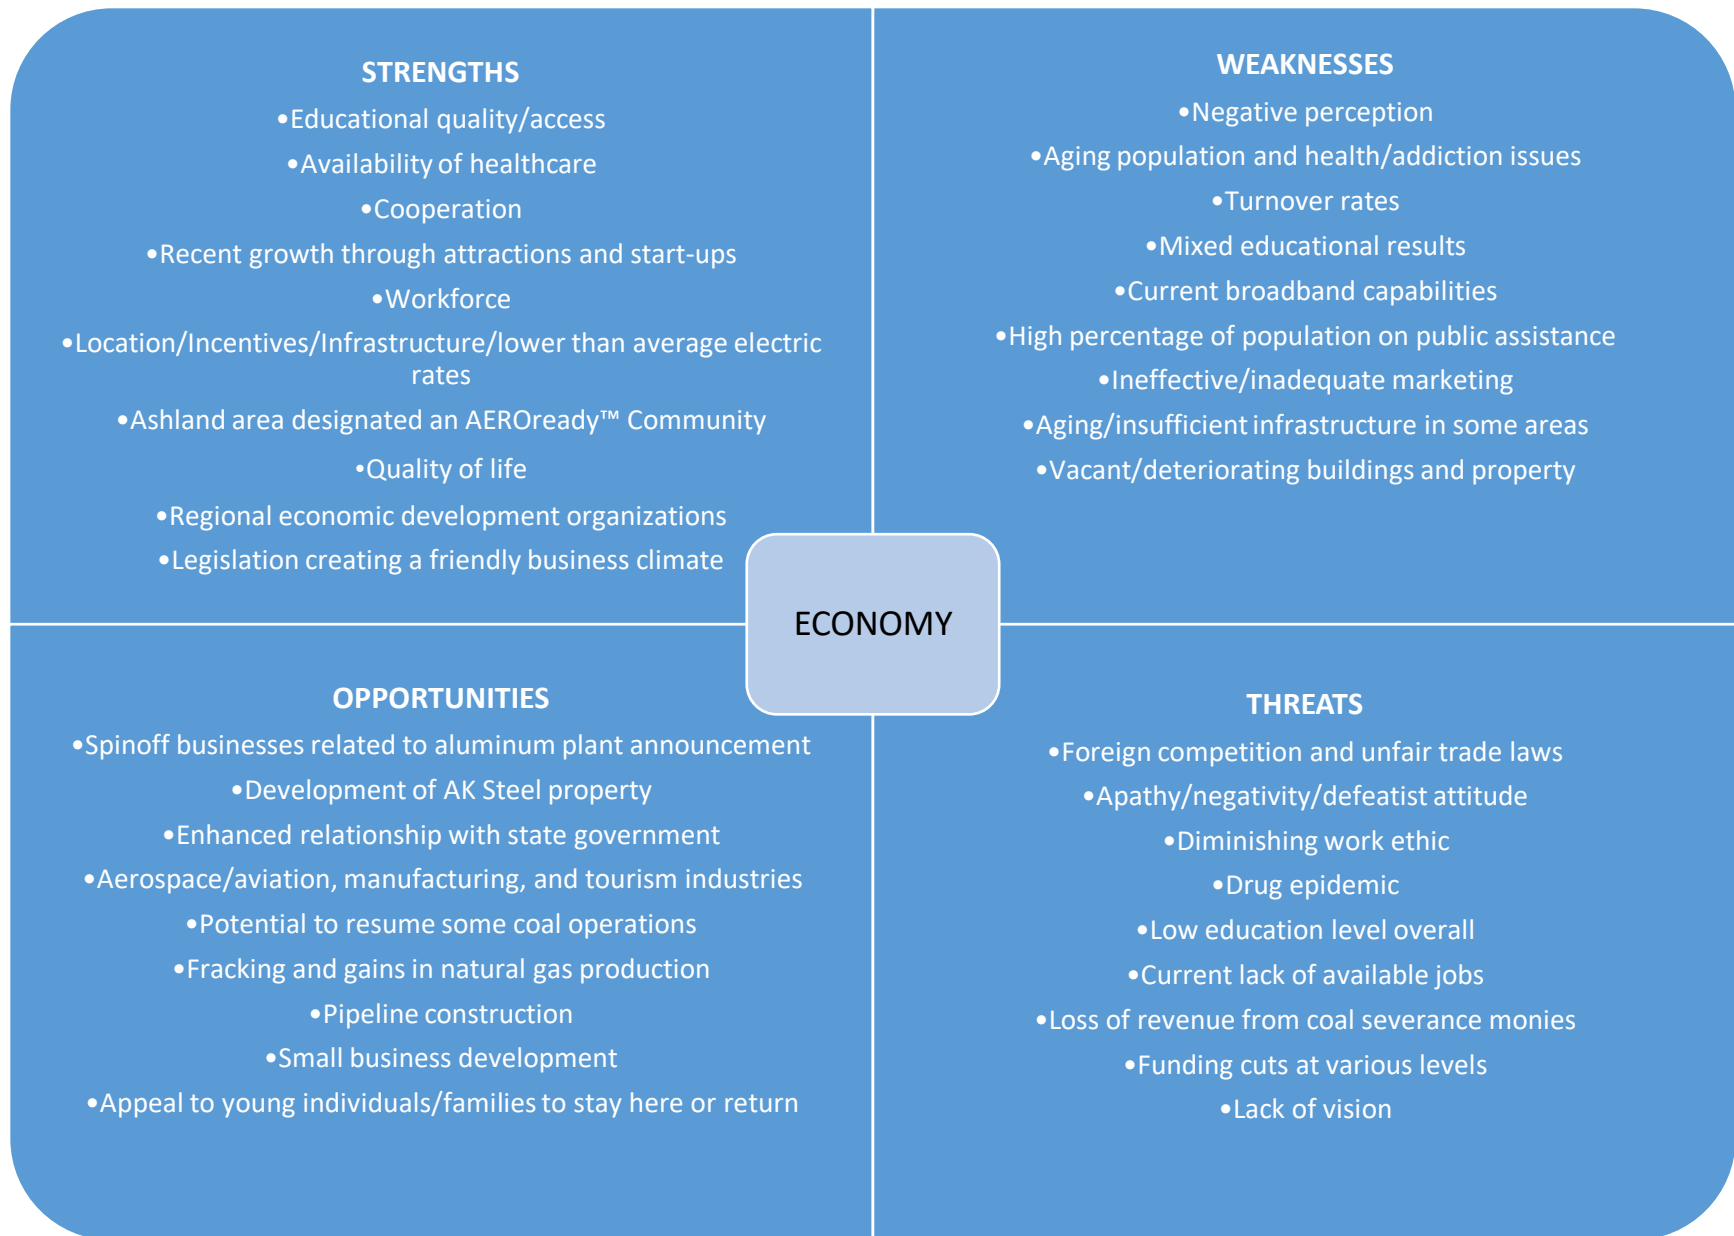 STRENGTHS
•Educational quality/access
•Availability of healthcare
•Cooperation
•Recent growth through attractions and start-ups
•Workforce
•Location/Incentives/Infrastructure/lower than average electric
rates
•Ashland area designated an AEROready™ Community
•Quality of life
•Regional economic development organizations
•Legislation creating a friendly business climate
WEAKNESSES
•Negative perception
•Aging population and health/addiction issues
•Turnover rates
•Mixed educational results
•Current broadband capabilities
•High percentage of population on public assistance
•Ineffective/inadequate marketing
•Aging/insufficient infrastructure in some areas
•Vacant/deteriorating buildings and property
ECONOMY
OPPORTUNITIES
•Spinoff businesses related to aluminum plant announcement
•Development of AK Steel property
•Enhanced relationship with state government
•Aerospace/aviation, manufacturing, and tourism industries
•Potential to resume some coal operations
•Fracking and gains in natural gas production
•Pipeline construction
•Small business development
•Appeal to young individuals/families to stay here or return
THREATS
•Foreign competition and unfair trade laws
•Apathy/negativity/defeatist attitude
•Diminishing work ethic
•Drug epidemic
•Low education level overall
•Current lack of available jobs
•Loss of revenue from coal severance monies
•Funding cuts at various levels
•Lack of vision